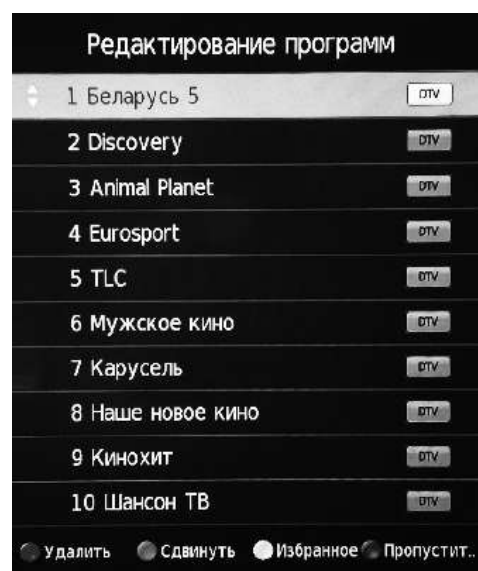 Редактирование программ
1 Беларусь 5 DTV
2 Discovery DTV
3 Animal Planet DTV
4 Eurosport DTV
5 TLC DTV
6 Мужское кино DTV
7 Карусель DTV
8 Наше новое кино DTV
9 Кинохит DTV
10 Шансон ТВ DTV
Удалить Сдвинуть Избранное Пропустит..